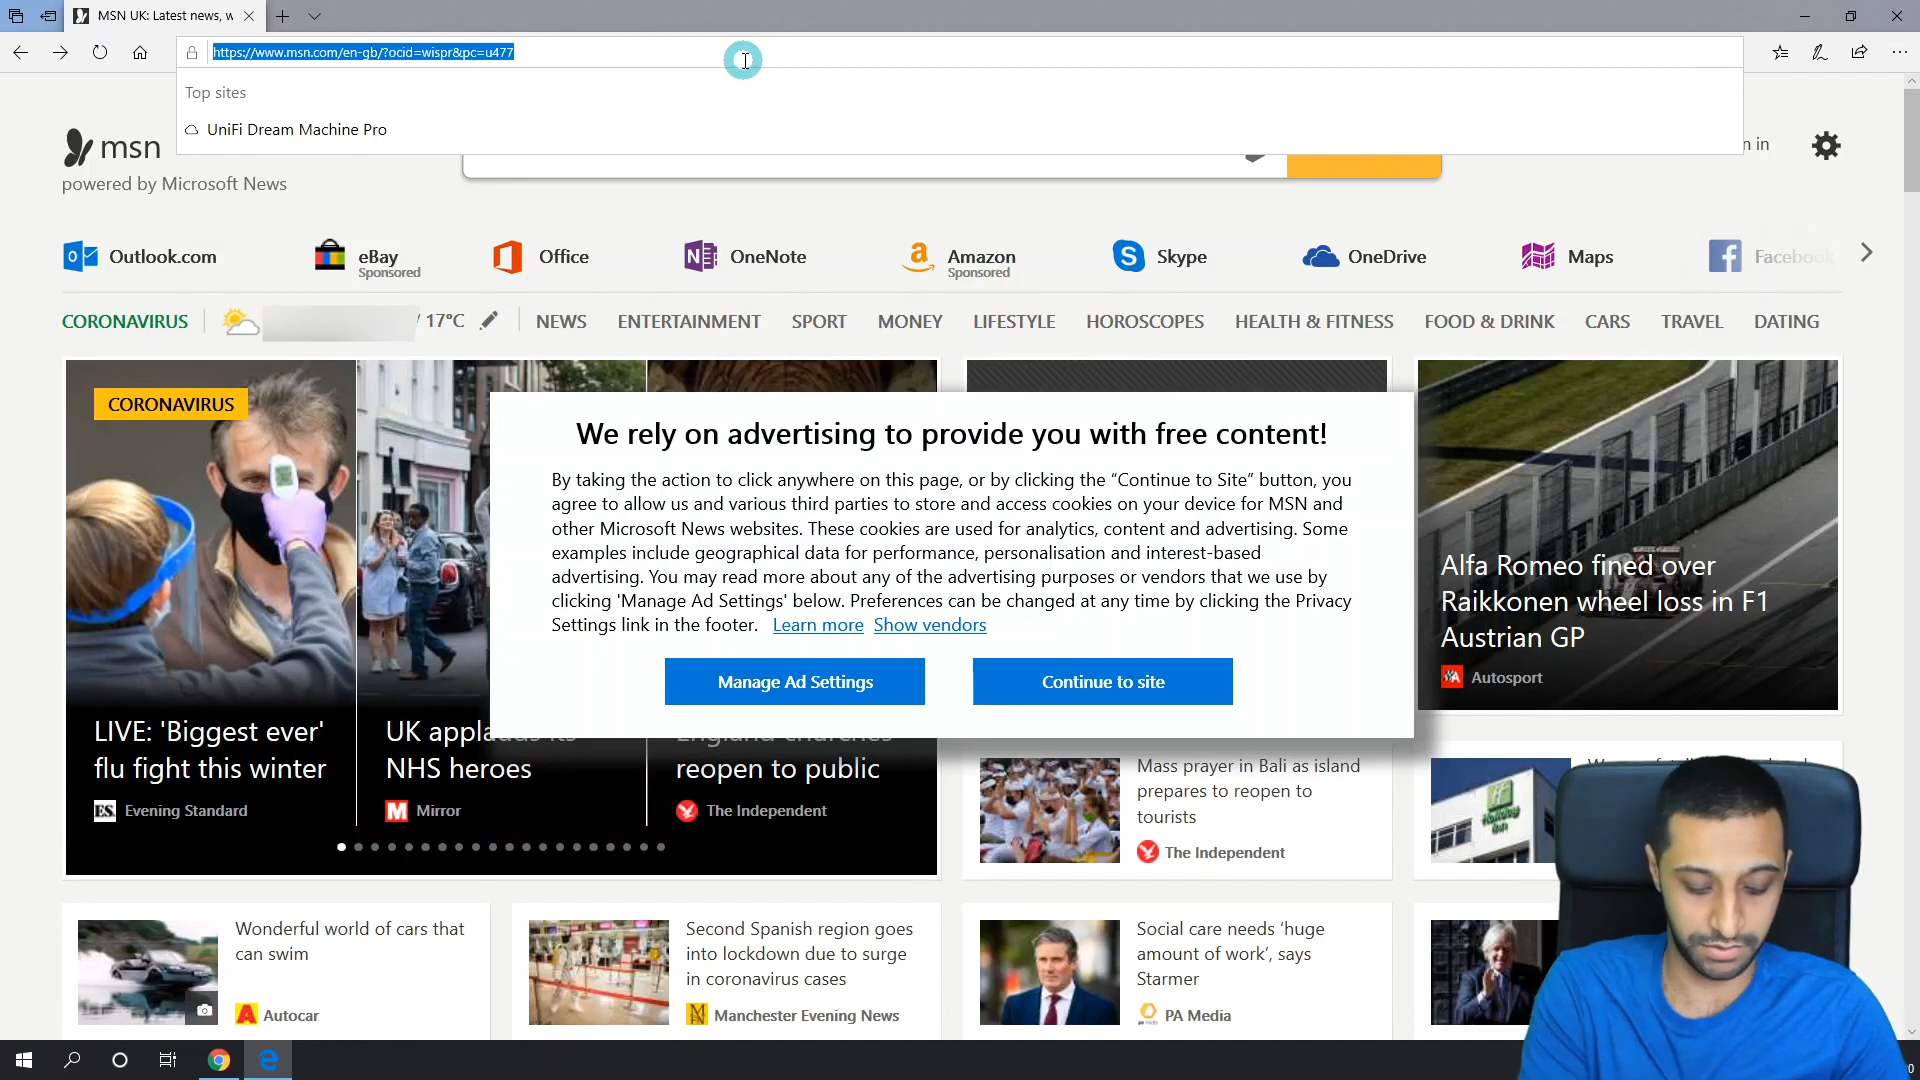 MSN UK: Latest news, w
https://www.msn.com/en-gb/?ocid=wispr&pc=u477
Top sites
UniFi Dream Machine Pro
msn
n in
powered by Microsoft News
Outlook.com
eBay
Sponsored
Office
OneNote
Amazon
Sponsored
Skype
OneDrive
Maps
Facebook
CORONAVIRUS
/ 17°C
NEWS
ENTERTAINMENT
SPORT
MONEY
LIFESTYLE
HOROSCOPES
HEALTH & FITNESS
FOOD & DRINK
CARS
TRAVEL
DATING
CORONAVIRUS
LIVE: 'Biggest ever'
flu fight this winter
ES Evening Standard
UK applauds its
NHS heroes
M Mirror
England churches
reopen to public
The Independent
We rely on advertising to provide you with free content!
By taking the action to click anywhere on this page, or by clicking the “Continue to Site” button, you
agree to allow us and various third parties to store and access cookies on your device for MSN and
other Microsoft News websites. These cookies are used for analytics, content and advertising. Some
examples include geographical data for performance, personalisation and interest-based
advertising. You may read more about any of the advertising purposes or vendors that we use by
clicking 'Manage Ad Settings' below. Preferences can be changed at any time by clicking the Privacy
Settings link in the footer. Learn more Show vendors
Manage Ad Settings
Continue to site
Alfa Romeo fined over
Raikkonen wheel loss in F1
Austrian GP
Autosport
Mass prayer in Bali as island
prepares to reopen to
tourists
The Independent
Holiday
Inn
Wonderful world of cars that
can swim
Autocar
Second Spanish region goes
into lockdown due to surge
in coronavirus cases
Manchester Evening News
Social care needs ‘huge
amount of work’, says
Starmer
PA Media